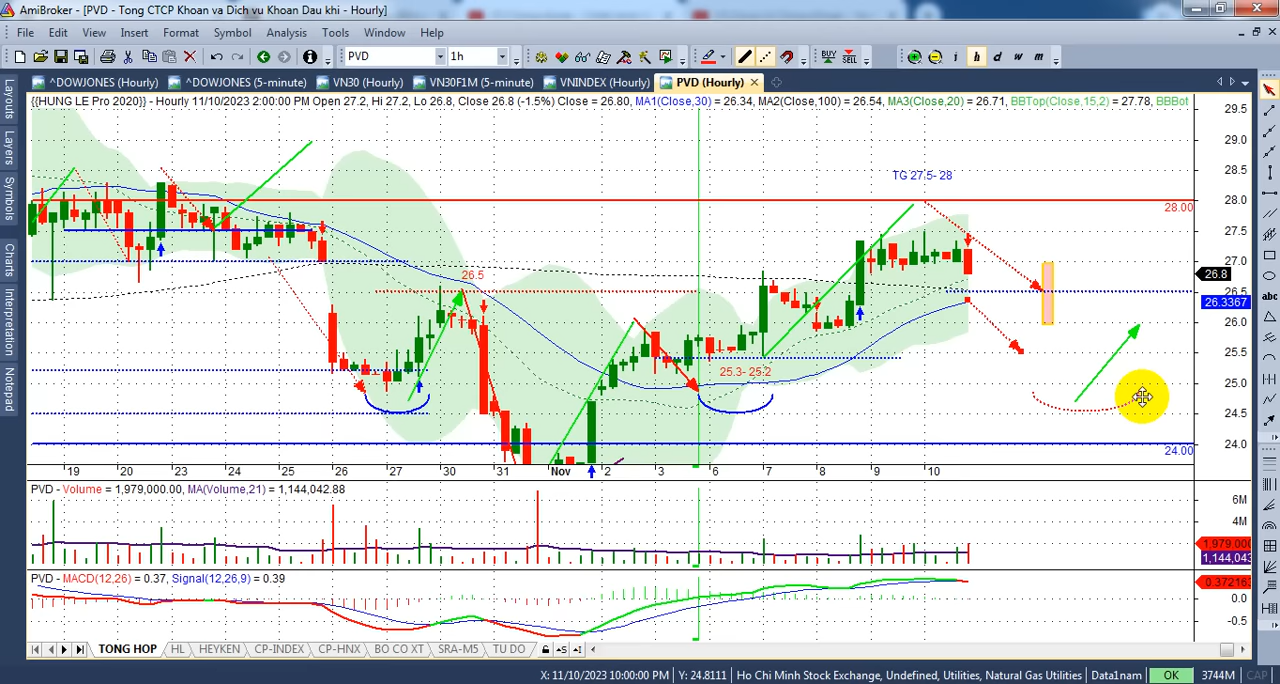 AmiBroker - [PVD - Tong CTCP Khoan va Dich vu Khoan Dau khi - Hourly]
File Edit View Insert Format Symbol Analysis Tools Window Help
PVD 1h BUY SELL i h d w m
^DOWJONES (Hourly) ^DOWJONES (5-minute) VN30 (Hourly) VN30F1M (5-minute) VNINDEX (Hourly) PVD (Hourly)
Layouts
Layers
Symbols
Charts
Interpretation
Notepad
{{HUNG LE Pro 2020}} - Hourly 11/10/2023 2:00:00 PM Open 27.2, Hi 27.2, Lo 26.8, Close 26.8 (-1.5%) Close = 26.80, MA1(Close,30) = 26.34, MA2(Close,100) = 26.54, MA3(Close,20) = 26.71, BBTop(Close,15,2) = 27.78, BBBot
29.5
29.0
28.5
TG 27.5- 28
28.0
28.00
27.5
27.0
26.5
26.8
26.5
26.3367
26.0
25.5
25.3- 25.2
25.0
24.5
24.0
24.00
19 20 23 24 25 26 27 30 31 Nov 2 3 6 7 8 9 10
PVD - Volume = 1,979,000.00, MA(Volume,21) = 1,144,042.88
6M
4M
1,979,000
1,144,043
PVD - MACD(12,26) = 0.37, Signal(12,26,9) = 0.39
0.372163
0.0
-0.5
TONG HOP HL HEYKEN CP-INDEX CP-HNX BO CO XT SRA-M5 TU DO
X: 11/10/2023 10:00:00 PM Y: 24.8111 Ho Chi Minh Stock Exchange, Undefined, Utilities, Natural Gas Utilities Data1nam OK 3744M CAP